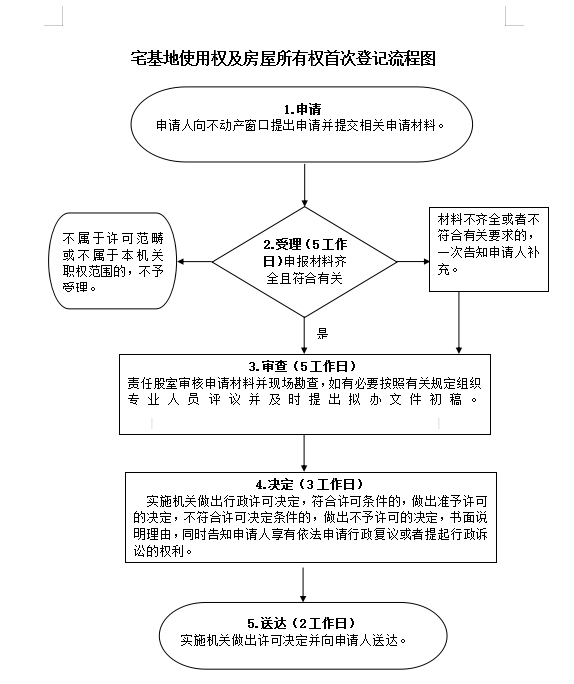 宅基地使用权及房屋所有权首次登记流程图
1.申请
申请人向不动产窗口提出申请并提交相关申请材料。
不属于许可范畴
或不属于本机关
职权范围的，不予
受理。
2.受理（5工作
日）申报材料齐
全且符合有关
材料不齐全或者不
符合有关要求的，
一次告知申请人补
充。
是
3.审查（5工作日）
责任股室审核申请材料并现场勘查，如有必要按照有关规定组织
专业人员评议并及时提出拟办文件初稿。
4.决定（3工作日）
实施机关做出行政许可决定，符合许可条件的，做出准予许可
的决定，不符合许可决定条件的，做出不予许可的决定，书面说
明理由，同时告知申请人享有依法申请行政复议或者提起行政诉
讼的权利。
5.送达（2工作日）
实施机关做出许可决定并向申请人送达。